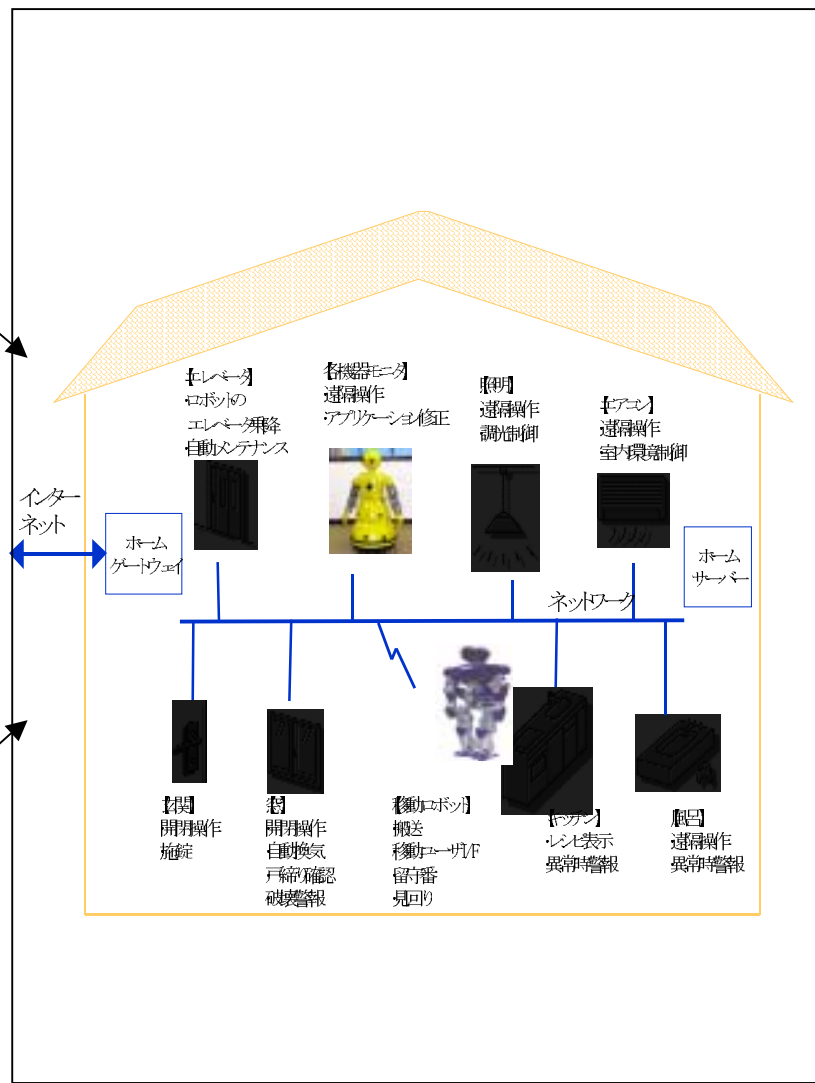 【エレベータ】
・ロボットの
エレベータ乗降
・自動メンテナンス
【各機器モニタ】
・遠隔操作
・アプリケーション修正
【照明】
・遠隔操作
・調光制御
【エアコン】
・遠隔操作
・室内環境制御
インター
ネット
ホーム
ゲートウェイ
ホーム
サーバー
ネットワーク
【玄関】
・開閉操作
・施錠
【窓】
・開閉操作
・自動換気
・戸締り確認
・破壊警報
【移動ロボット】
・搬送
・移動ユーザI/F
・留守番
・見回り
【キッチン】
・レシピ表示
・異常時警報
【風呂】
・遠隔操作
・異常時警報